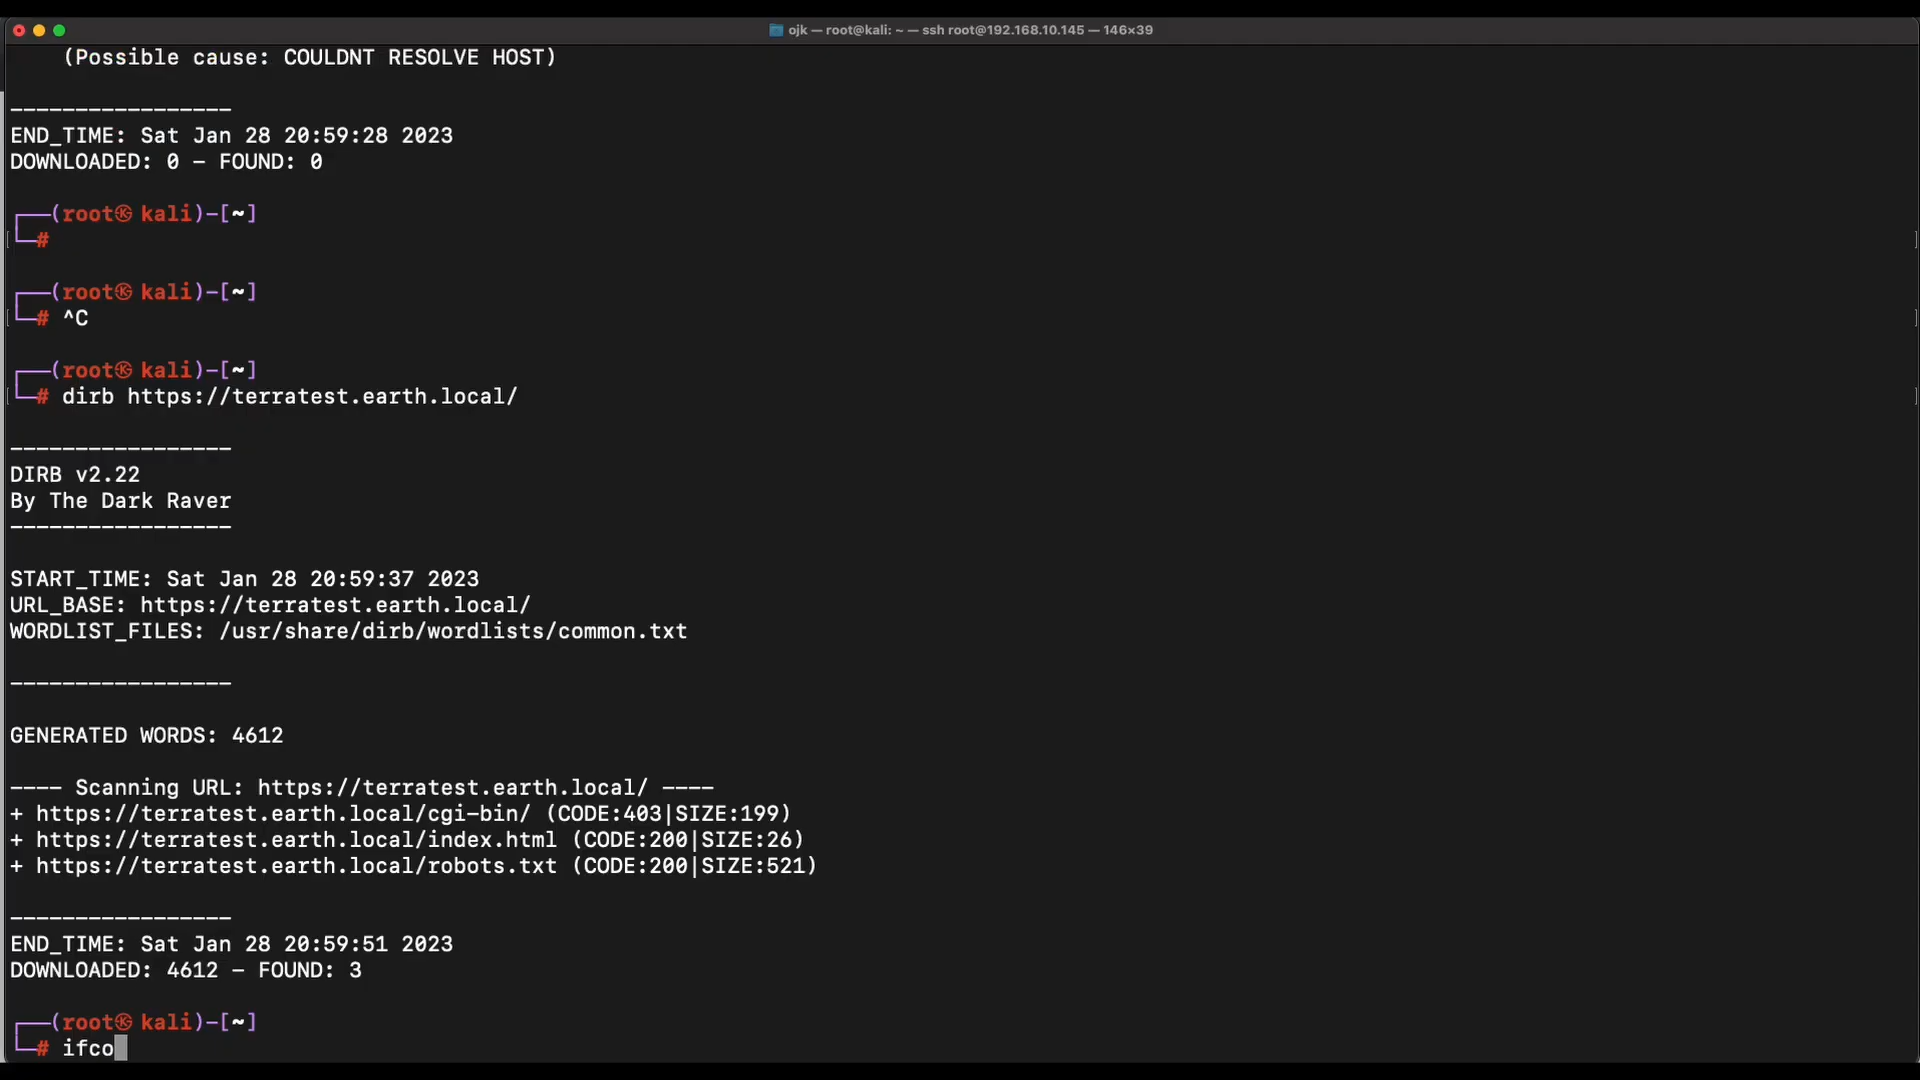 ojk — root@kali: ~ — ssh root@192.168.10.145 — 146×39
(Possible cause: COULDNT RESOLVE HOST)
-----------------
END_TIME: Sat Jan 28 20:59:28 2023
DOWNLOADED: 0 - FOUND: 0
┌──(root㉿kali)-[~]
└─#
┌──(root㉿kali)-[~]
└─# ^C
┌──(root㉿kali)-[~]
└─# dirb https://terratest.earth.local/
-----------------
DIRB v2.22
By The Dark Raver
-----------------
START_TIME: Sat Jan 28 20:59:37 2023
URL_BASE: https://terratest.earth.local/
WORDLIST_FILES: /usr/share/dirb/wordlists/common.txt
-----------------
GENERATED WORDS: 4612
---- Scanning URL: https://terratest.earth.local/ ----
+ https://terratest.earth.local/cgi-bin/ (CODE:403|SIZE:199)
+ https://terratest.earth.local/index.html (CODE:200|SIZE:26)
+ https://terratest.earth.local/robots.txt (CODE:200|SIZE:521)
-----------------
END_TIME: Sat Jan 28 20:59:51 2023
DOWNLOADED: 4612 - FOUND: 3
┌──(root㉿kali)-[~]
└─# ifco